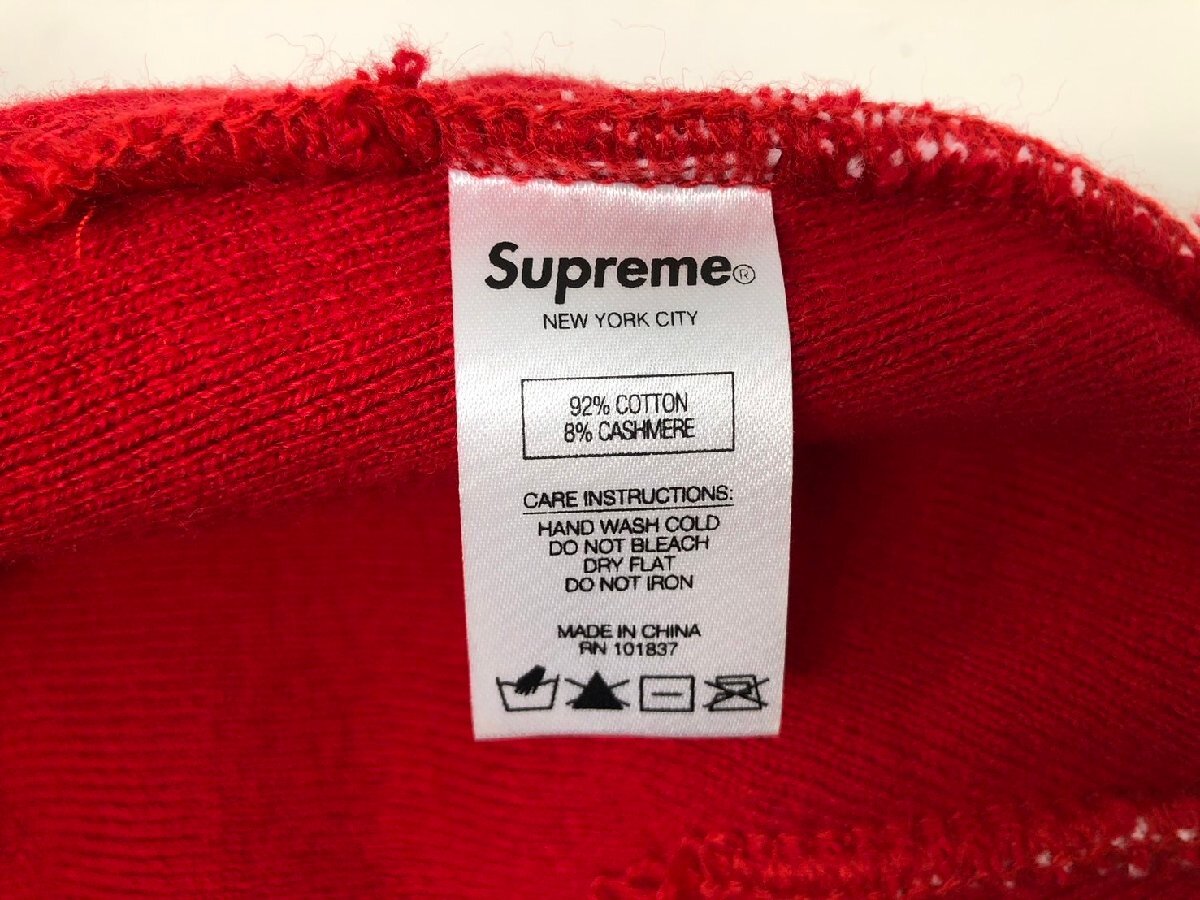 Supreme®
NEW YORK CITY
92% COTTON
8% CASHMERE
CARE INSTRUCTIONS:
HAND WASH COLD
DO NOT BLEACH
DRY FLAT
DO NOT IRON
MADE IN CHINA
RN 101837